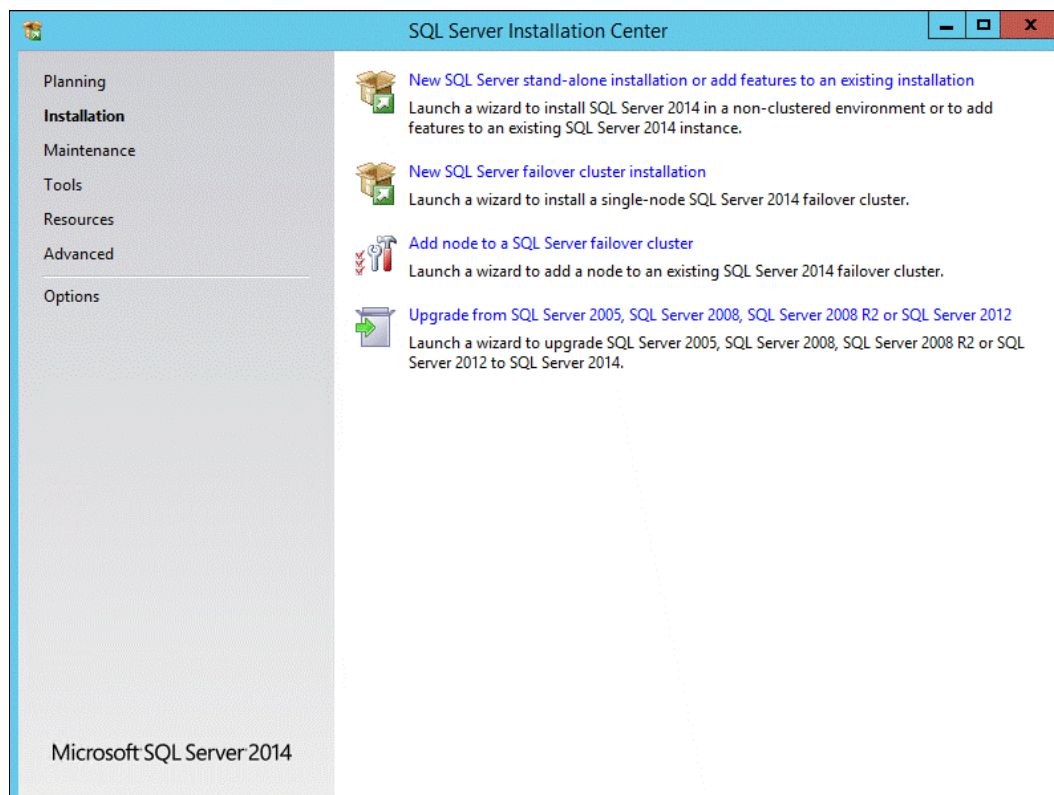 SQL Server Installation Center
Planning
Installation
Maintenance
Tools
Resources
Advanced
Options
New SQL Server stand-alone installation or add features to an existing installation
Launch a wizard to install SQL Server 2014 in a non-clustered environment or to add
features to an existing SQL Server 2014 instance.
New SQL Server failover cluster installation
Launch a wizard to install a single-node SQL Server 2014 failover cluster.
Add node to a SQL Server failover cluster
Launch a wizard to add a node to an existing SQL Server 2014 failover cluster.
Upgrade from SQL Server 2005, SQL Server 2008, SQL Server 2008 R2 or SQL Server 2012
Launch a wizard to upgrade SQL Server 2005, SQL Server 2008, SQL Server 2008 R2 or SQL
Server 2012 to SQL Server 2014.
Microsoft SQL Server 2014